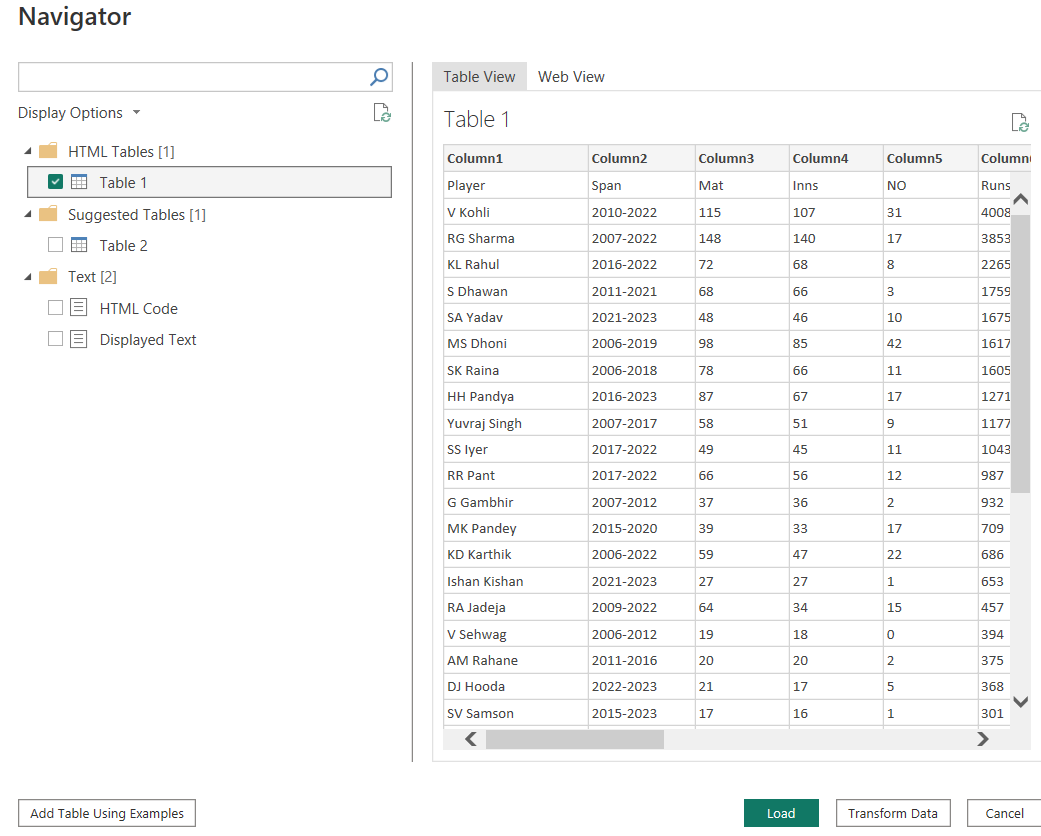 Navigator
Display Options
HTML Tables [1]
Table 1
Suggested Tables [1]
Table 2
Text [2]
HTML Code
Displayed Text
Table View Web View
Table 1
Column1 Column2 Column3 Column4 Column5 Column
Player Span Mat Inns NO Runs
V Kohli 2010-2022 115 107 31 4008
RG Sharma 2007-2022 148 140 17 3853
KL Rahul 2016-2022 72 68 8 2265
S Dhawan 2011-2021 68 66 3 1759
SA Yadav 2021-2023 48 46 10 1675
MS Dhoni 2006-2019 98 85 42 1617
SK Raina 2006-2018 78 66 11 1605
HH Pandya 2016-2023 87 67 17 1271
Yuvraj Singh 2007-2017 58 51 9 1177
SS Iyer 2017-2022 49 45 11 1043
RR Pant 2017-2022 66 56 12 987
G Gambhir 2007-2012 37 36 2 932
MK Pandey 2015-2020 39 33 17 709
KD Karthik 2006-2022 59 47 22 686
Ishan Kishan 2021-2023 27 27 1 653
RA Jadeja 2009-2022 64 34 15 457
V Sehwag 2006-2012 19 18 0 394
AM Rahane 2011-2016 20 20 2 375
DJ Hooda 2022-2023 21 17 5 368
SV Samson 2015-2023 17 16 1 301
Add Table Using Examples Load Transform Data Cancel